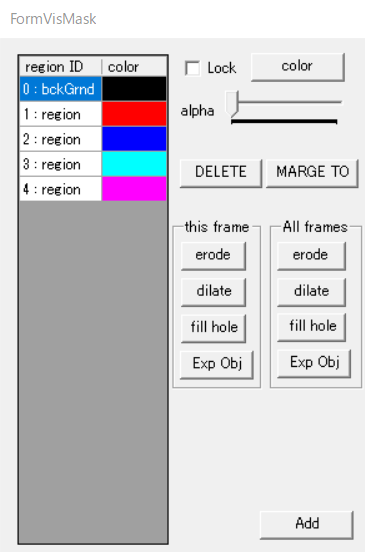 FormVisMask
region ID color
0 : bckGrnd
1 : region
2 : region
3 : region
4 : region
Lock
color
alpha
DELETE
MARGE TO
this frame
erode
dilate
fill hole
Exp Obj
All frames
erode
dilate
fill hole
Exp Obj
Add